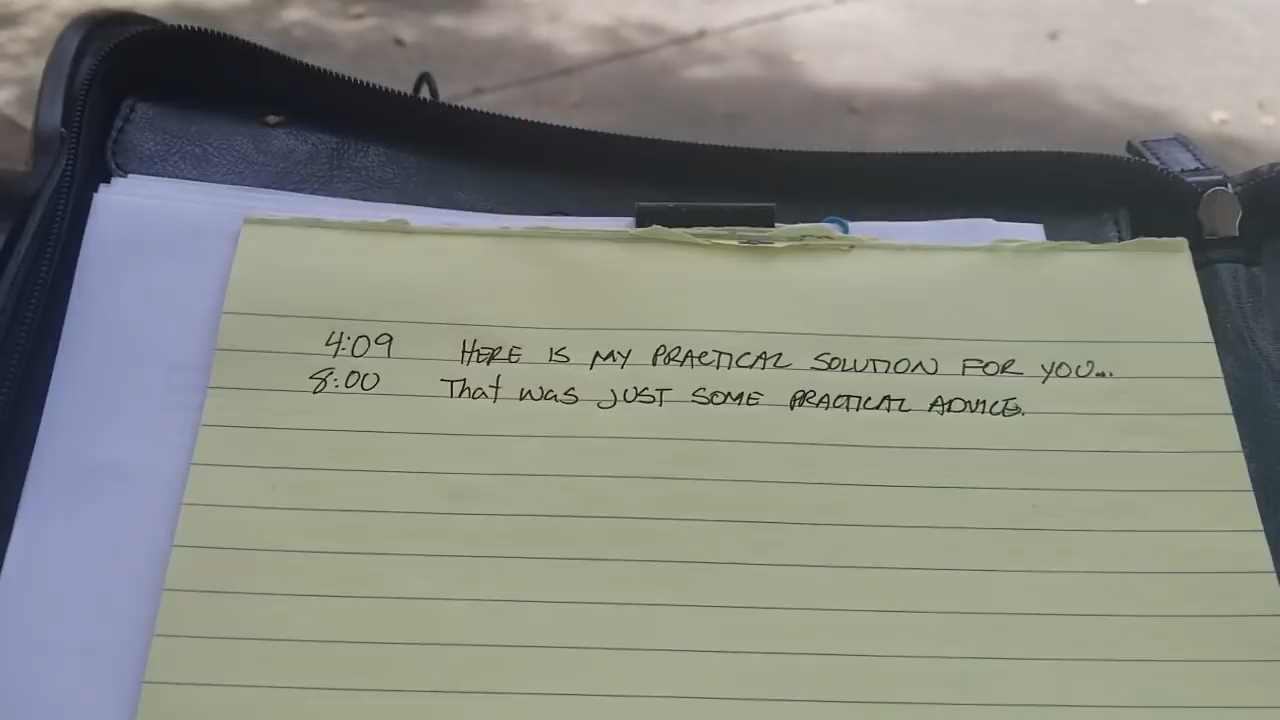 4:09 HERE IS MY PRACTICAL SOLUTION FOR YOU...
8:00 That was JUST SOME PRACTICAL ADVICE.